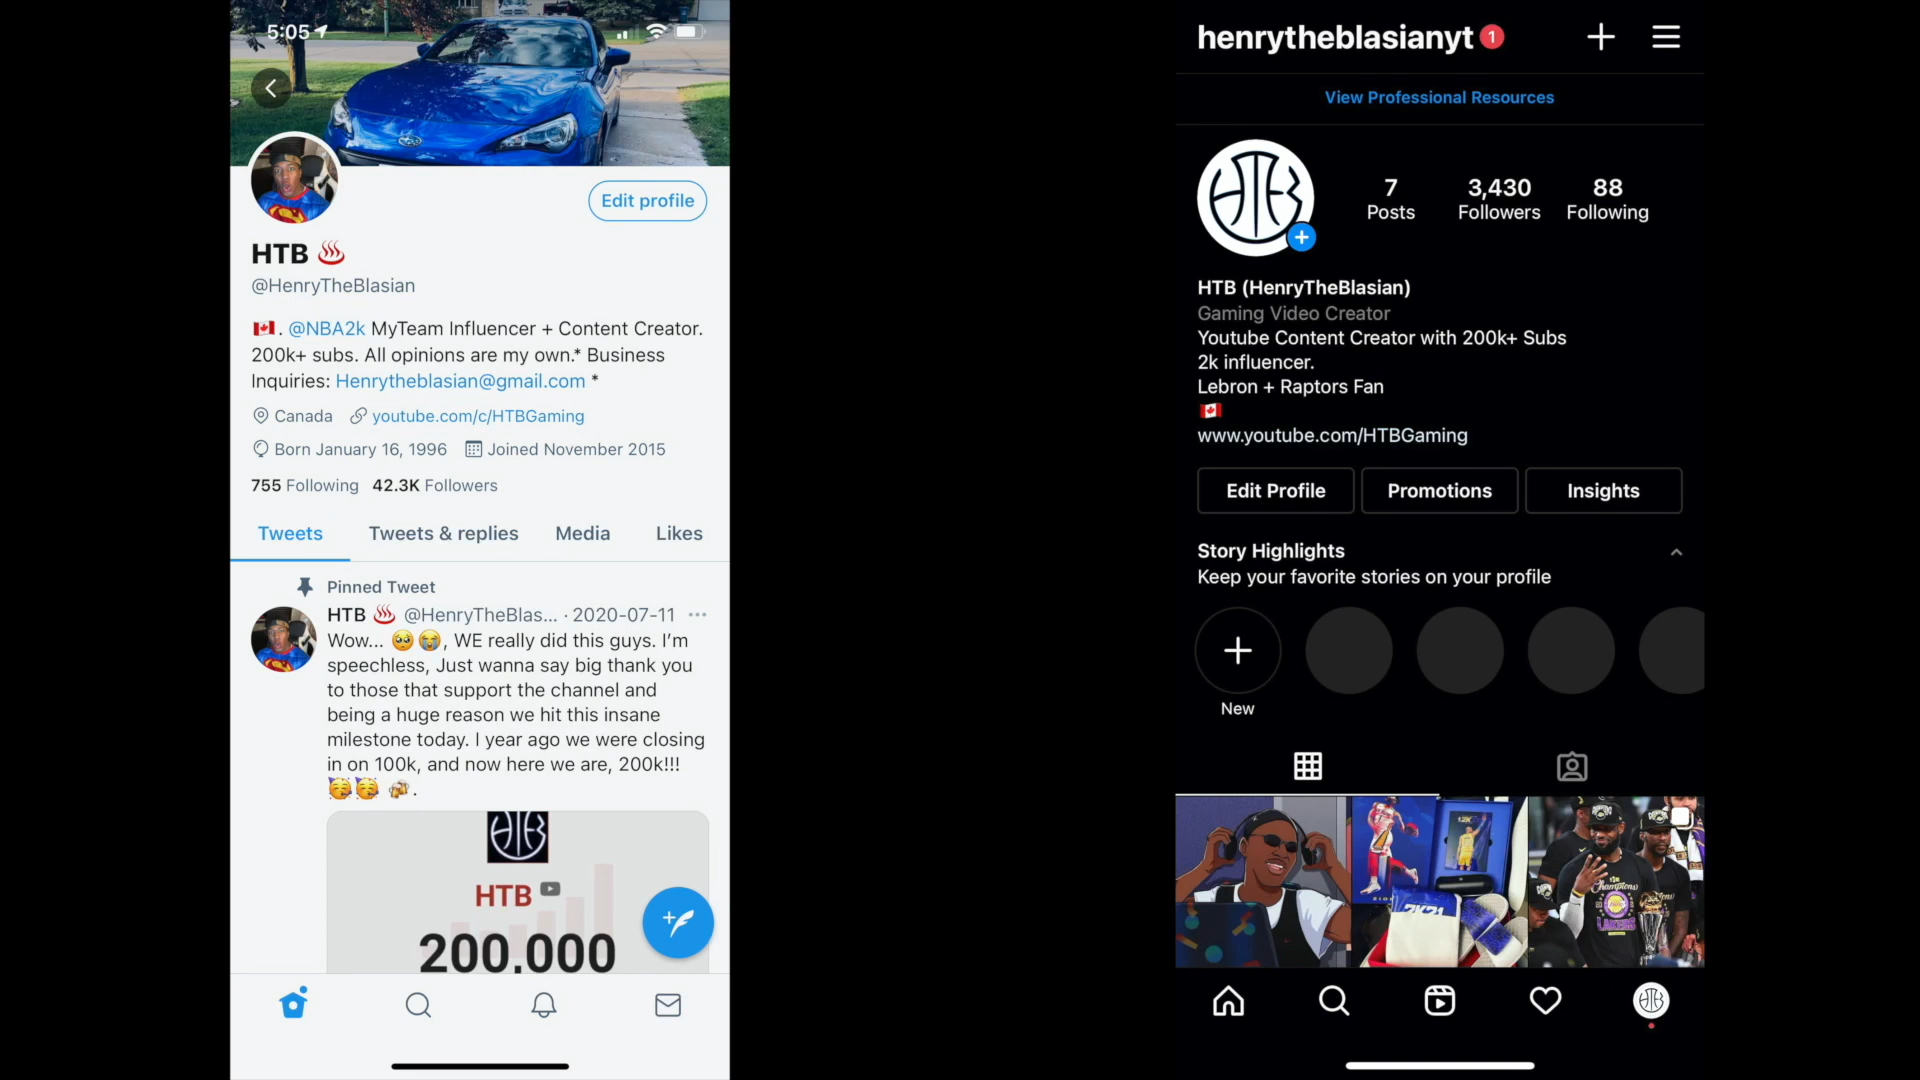 5:05
Edit profile
HTB ♨️
@HenryTheBlasian
🇨🇦. @NBA2k MyTeam Influencer + Content Creator.
200k+ subs. All opinions are my own.* Business
Inquiries: Henrytheblasian@gmail.com *
Canada youtube.com/c/HTBGaming
Born January 16, 1996 Joined November 2015
755 Following 42.3K Followers
Tweets Tweets & replies Media Likes
Pinned Tweet
HTB ♨️ @HenryTheBlas... · 2020-07-11
Wow... 🥺😭, WE really did this guys. I'm
speechless, Just wanna say big thank you
to those that support the channel and
being a huge reason we hit this insane
milestone today. I year ago we were closing
in on 100k, and now here we are, 200k!!!
🥳🥳 🍻.
HTB
HTB
200,000
henrytheblasianyt 1
View Professional Resources
HTB
7 3,430 88
Posts Followers Following
HTB (HenryTheBlasian)
Gaming Video Creator
Youtube Content Creator with 200k+ Subs
2k influencer.
Lebron + Raptors Fan
🇨🇦
www.youtube.com/HTBGaming
Edit Profile Promotions Insights
Story Highlights
Keep your favorite stories on your profile
New
2K21
Champions
LAKERS
HTB